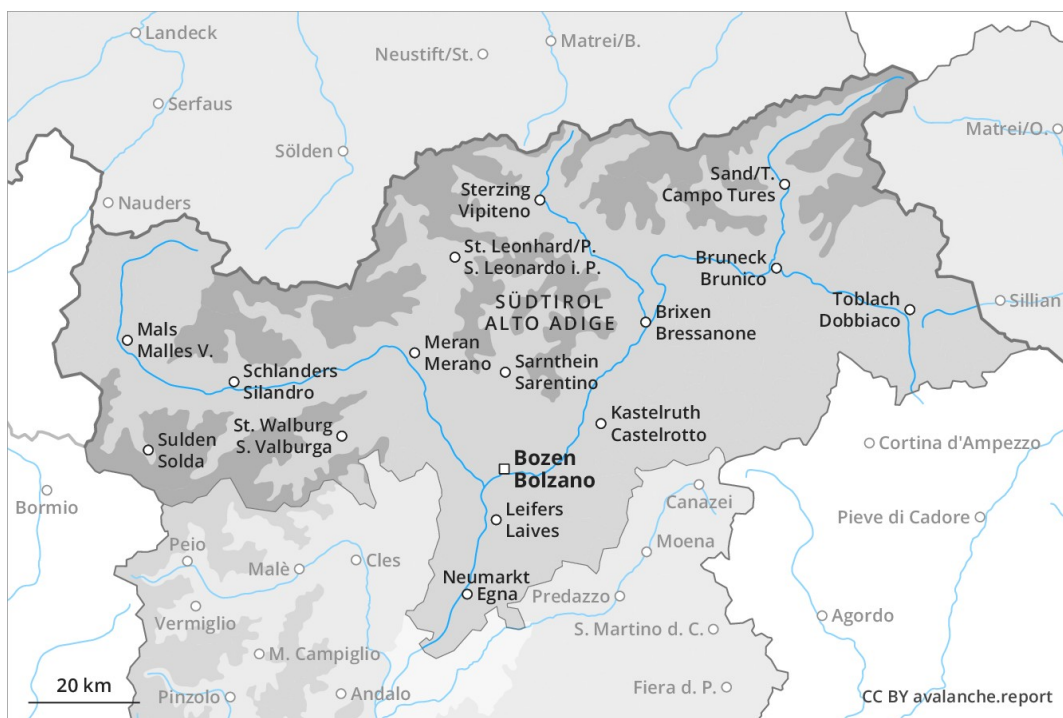 Landeck
Neustift/St.
Matrei/B.
Serfaus
Matrei/O.
Sölden
Nauders
Sand/T.
Campo Tures
Sterzing
Vipiteno
St. Leonhard/P.
S. Leonardo i. P.
Bruneck
Brunico
SÜDTIROL
ALTO ADIGE
Toblach
Dobbiaco
Sillian
Brixen
Bressanone
Mals
Malles V.
Meran
Merano
Sarnthein
Sarentino
Schlanders
Silandro
Kastelruth
Castelrotto
St. Walburg
S. Valburga
Sulden
Solda
Cortina d'Ampezzo
Bozen
Bolzano
Bormio
Canazei
Leifers
Laives
Pieve di Cadore
Moena
Peio
Cles
Malè
Neumarkt
Egna
Predazzo
Vermiglio
Agordo
S. Martino d. C.
M. Campiglio
20 km
Pinzolo
Andalo
Fiera d. P.
CC BY avalanche.report